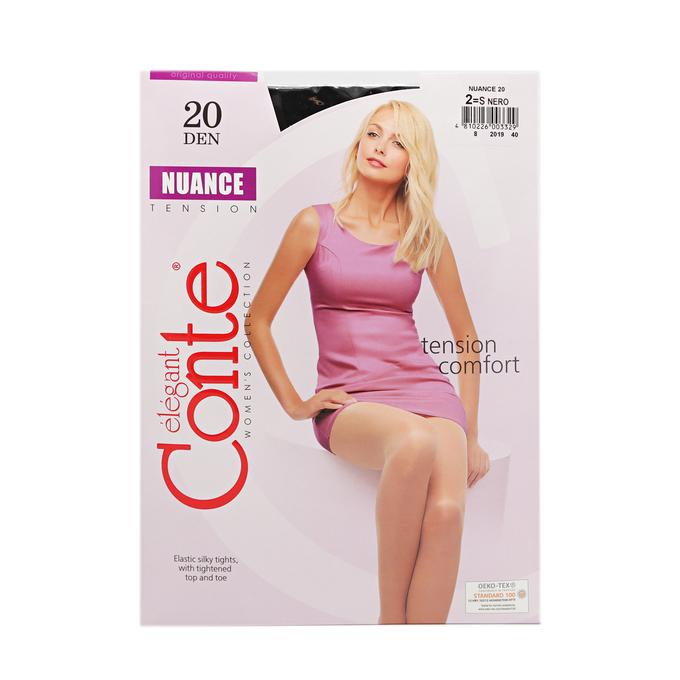 original quality
20
DEN
NUANCE
TENSION
NUANCE 20
2=S NERO
4 810226 003329
8 2019 40
élégant
Conte®
WOMEN'S COLLECTION
tension
comfort
Elastic silky tights,
with tightened
top and toe
OEKO-TEX®
STANDARD 100